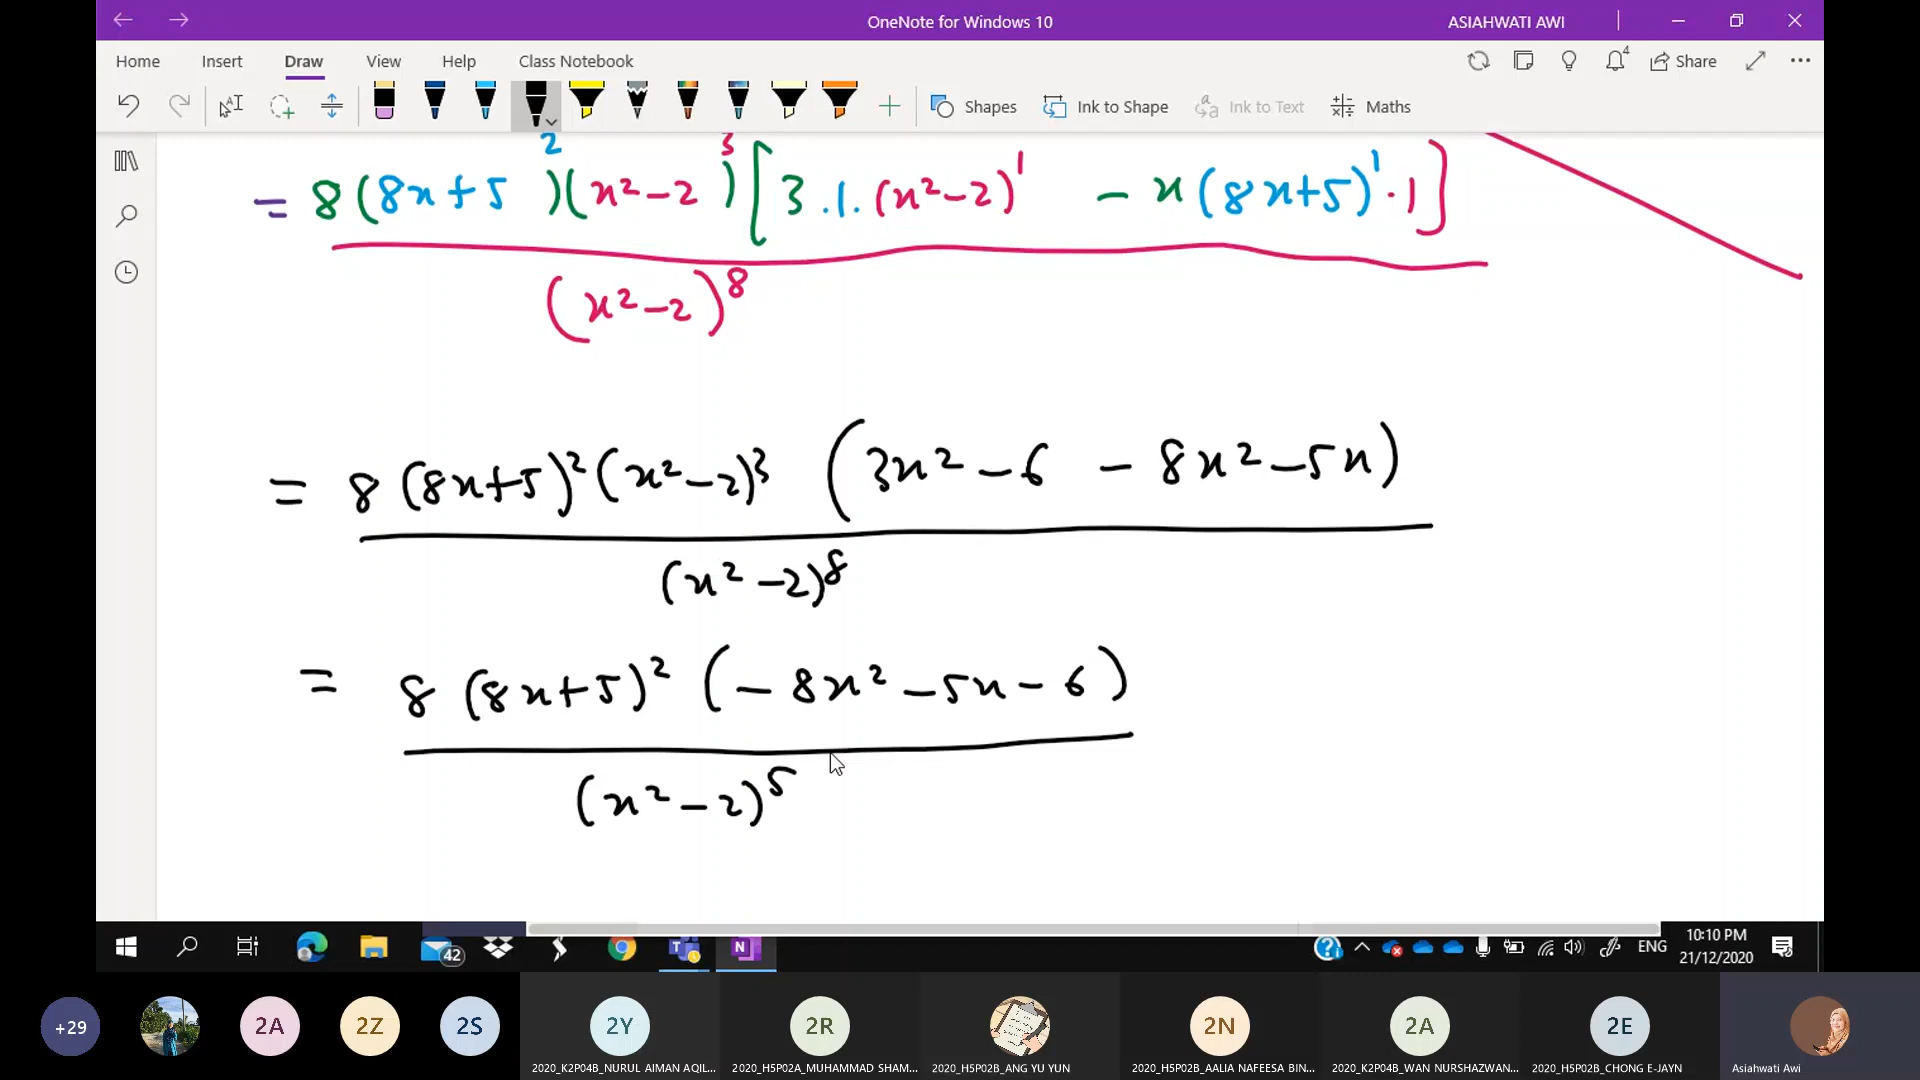 OneNote for Windows 10
ASIAHWATI AWI
Home Insert Draw View Help Class Notebook
4
Share
Shapes Ink to Shape Ink to Text Maths
= 8(8x+5)²(x²-2)³[3.1.(x²-2)¹ - x(8x+5)¹·1]
(x²-2)⁸
= 8(8x+5)²(x²-2)³ (3x²-6 - 8x²-5x)
(x²-2)⁸
= 8(8x+5)² (-8x²-5x-6)
(x²-2)⁵
42
ENG
10:10 PM
21/12/2020
+29 2A 2Z 2S 2Y 2R 2N 2A 2E
2020_K2P04B_NURUL AIMAN AQIL...
2020_H5P02A_MUHAMMAD SHAM...
2020_H5P02B_ANG YU YUN
2020_H5P02B_AALIA NAFEESA BIN...
2020_K2P04B_WAN NURSHAZWAN...
2020_H5P02B_CHONG E-JAYN
Asiahwati Awi